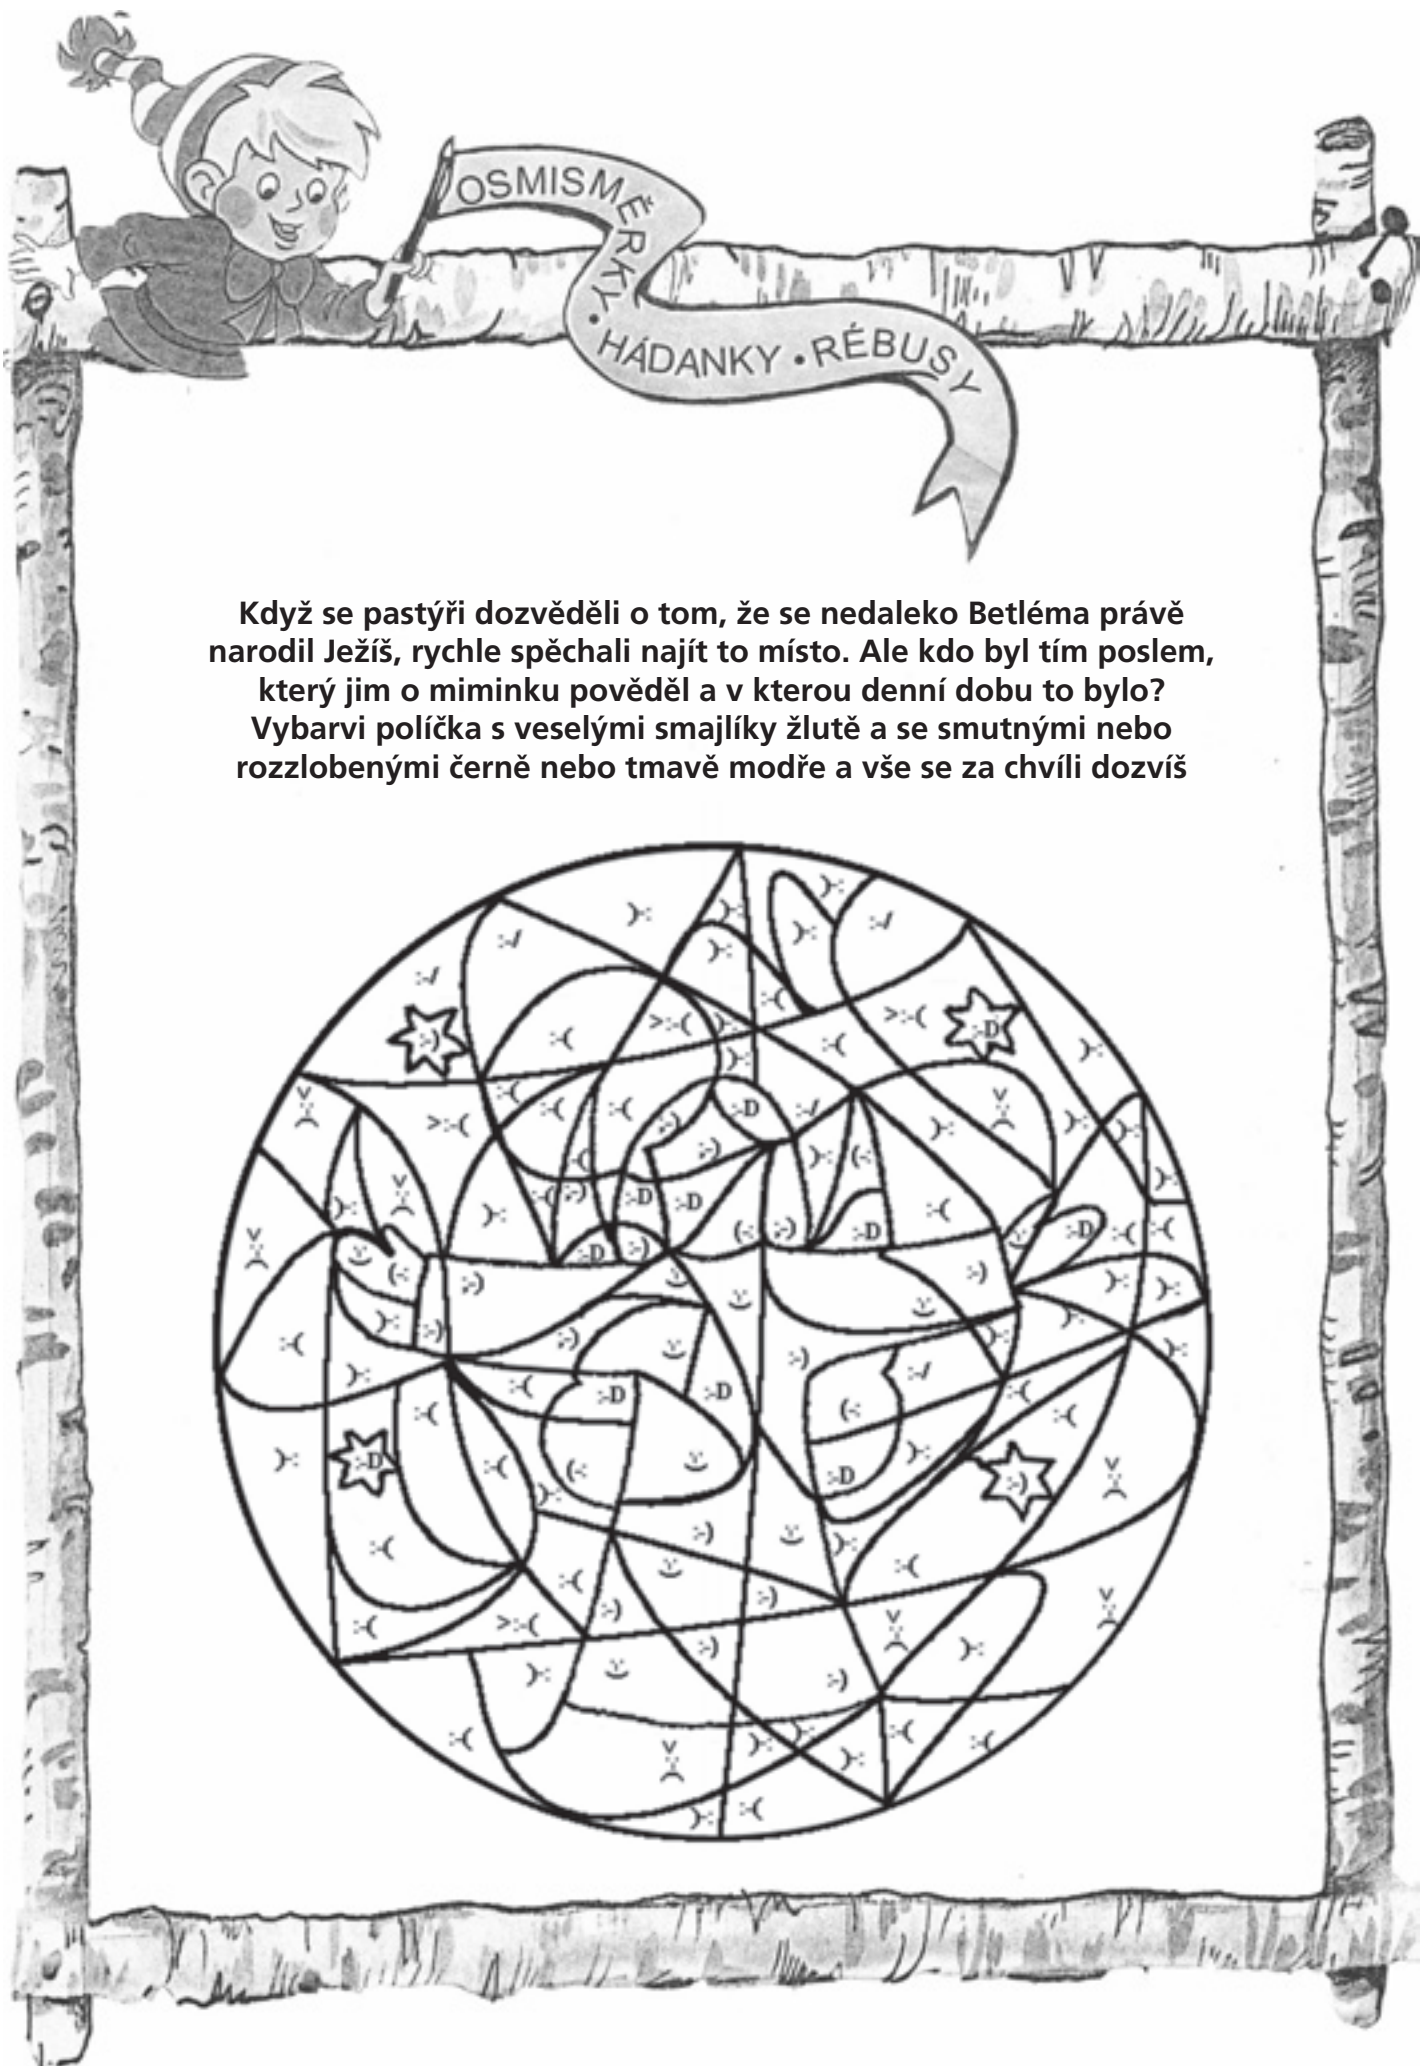 OSMISMĚRKY • HÁDANKY • RÉBUSY
Když se pastýři dozvěděli o tom, že se nedaleko Betléma právě
narodil Ježíš, rychle spěchali najít to místo. Ale kdo byl tím poslem,
který jim o miminku pověděl a v kterou denní dobu to bylo?
Vybarvi políčka s veselými smajlíky žlutě a se smutnými nebo
rozzlobenými černě nebo tmavě modře a vše se za chvíli dozvíš